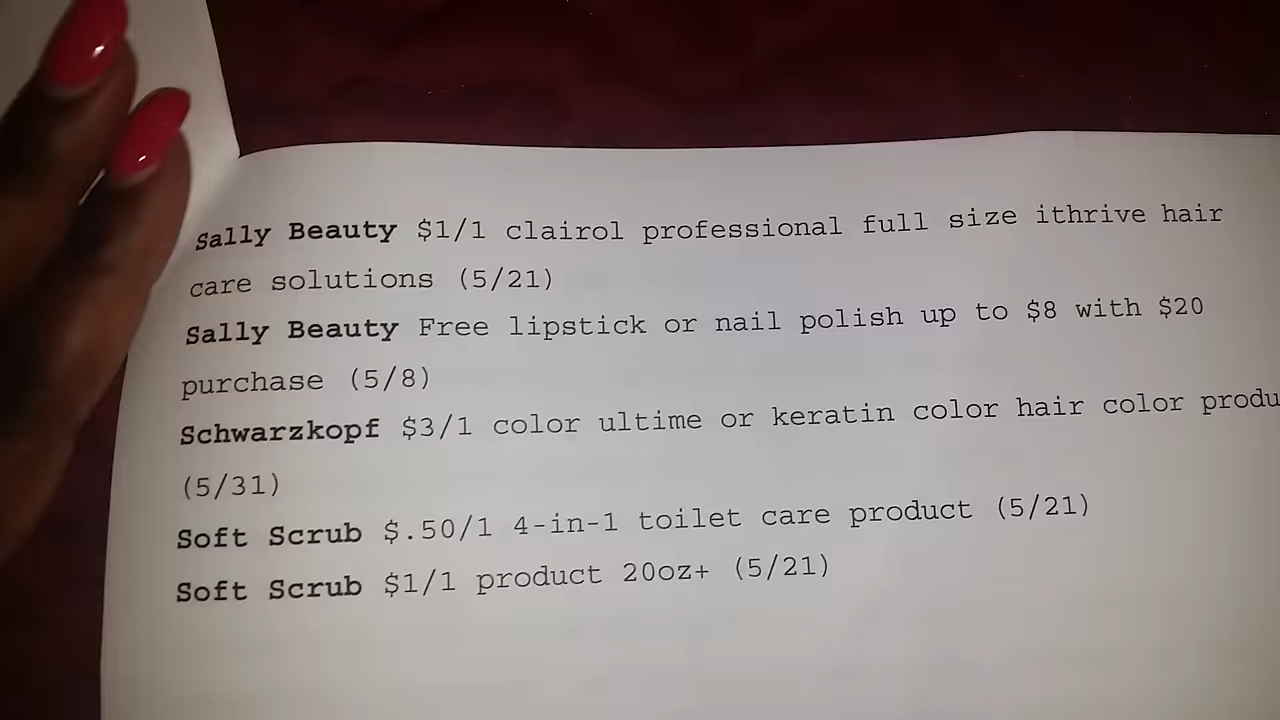 Sally Beauty $1/1 clairol professional full size ithrive hair
care solutions (5/21)
Sally Beauty Free lipstick or nail polish up to $8 with $20
purchase (5/8)
Schwarzkopf $3/1 color ultime or keratin color hair color produ
(5/31)
Soft Scrub $.50/1 4-in-1 toilet care product (5/21)
Soft Scrub $1/1 product 20oz+ (5/21)